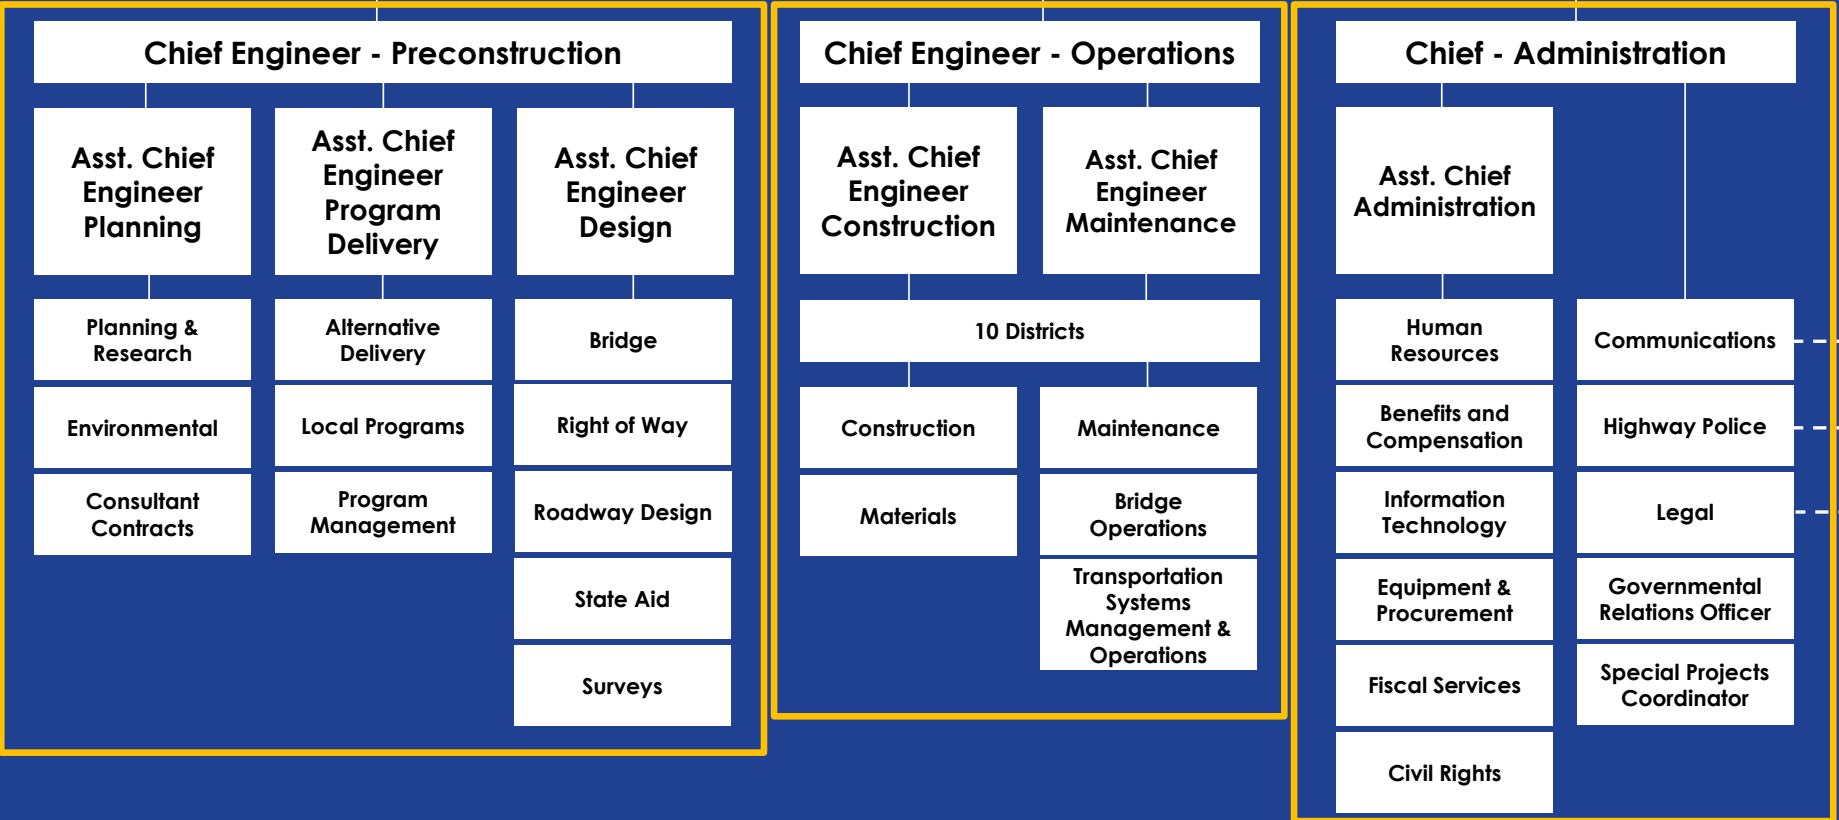 Chief Engineer - Preconstruction
Asst. Chief
Engineer
Planning
Planning &
Research
Environmental
Consultant
Contracts
Asst. Chief
Engineer
Program
Delivery
Alternative
Delivery
Local Programs
Program
Management
Asst. Chief
Engineer
Design
Bridge
Right of Way
Roadway Design
State Aid
Surveys
Chief Engineer - Operations
Asst. Chief
Engineer
Construction
Asst. Chief
Engineer
Maintenance
10 Districts
Construction
Materials
Maintenance
Bridge
Operations
Transportation
Systems
Management &
Operations
Chief - Administration
Asst. Chief
Administration
Human
Resources
Benefits and
Compensation
Information
Technology
Equipment &
Procurement
Fiscal Services
Civil Rights
Communications
Highway Police
Legal
Governmental
Relations Officer
Special Projects
Coordinator